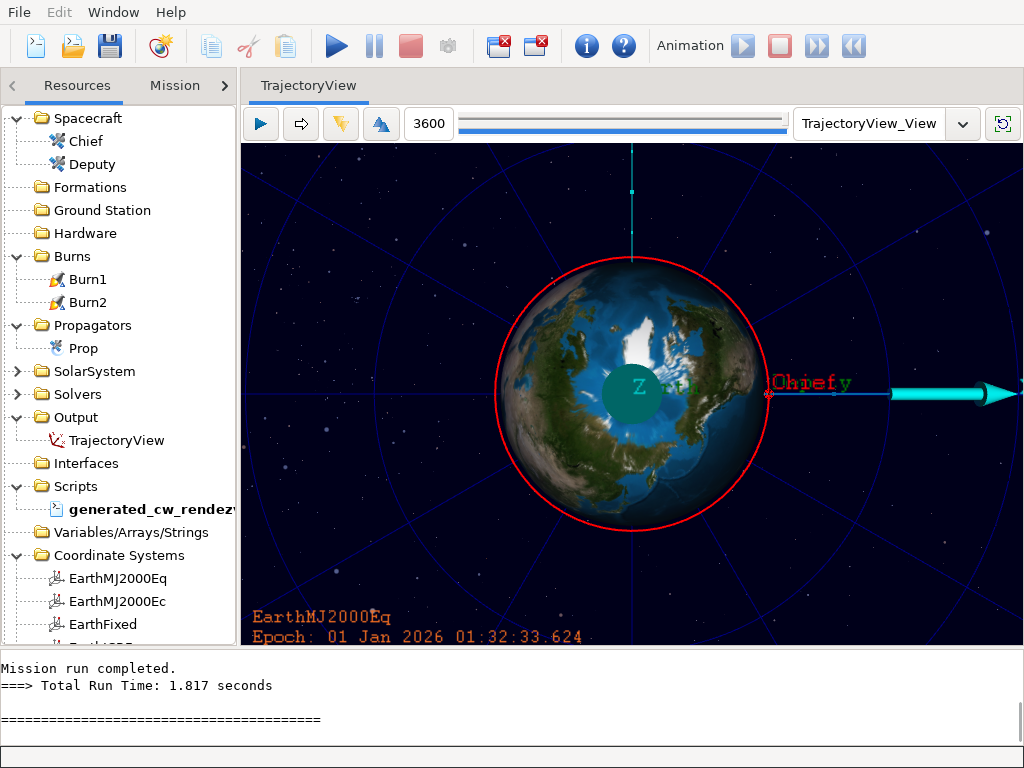 File Edit Window Help
Animation
Resources Mission
TrajectoryView
3600
TrajectoryView_View
Spacecraft
Chief
Deputy
Formations
Ground Station
Hardware
Burns
Burn1
Burn2
Propagators
Prop
SolarSystem
Solvers
Output
TrajectoryView
Interfaces
Scripts
generated_cw_rendezv
Variables/Arrays/Strings
Coordinate Systems
EarthMJ2000Eq
EarthMJ2000Ec
EarthFixed
Z
Chief
EarthMJ2000Eq
Epoch: 01 Jan 2026 01:32:33.624
Mission run completed.
===> Total Run Time: 1.817 seconds
========================================